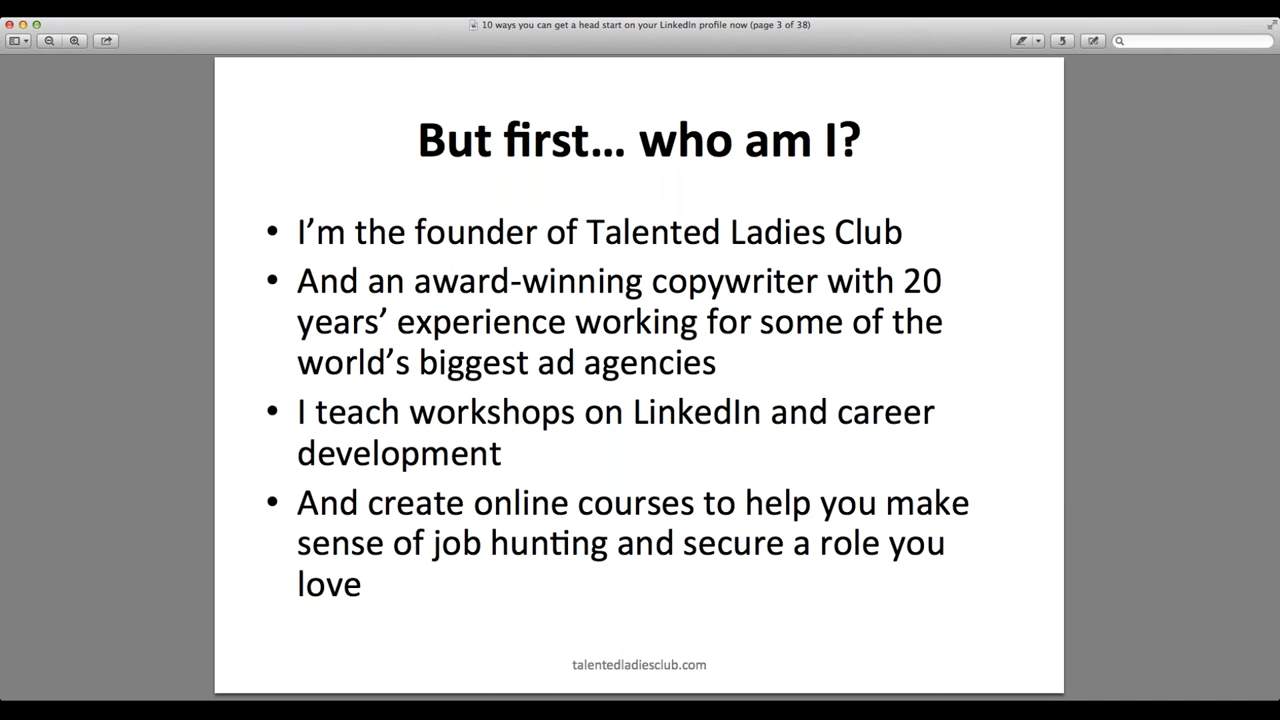 10 ways you can get a head start on your LinkedIn profile now (page 3 of 38)
But first... who am I?
• I’m the founder of Talented Ladies Club
• And an award-winning copywriter with 20
years’ experience working for some of the
world’s biggest ad agencies
• I teach workshops on LinkedIn and career
development
• And create online courses to help you make
sense of job hunting and secure a role you
love
talentedladiesclub.com